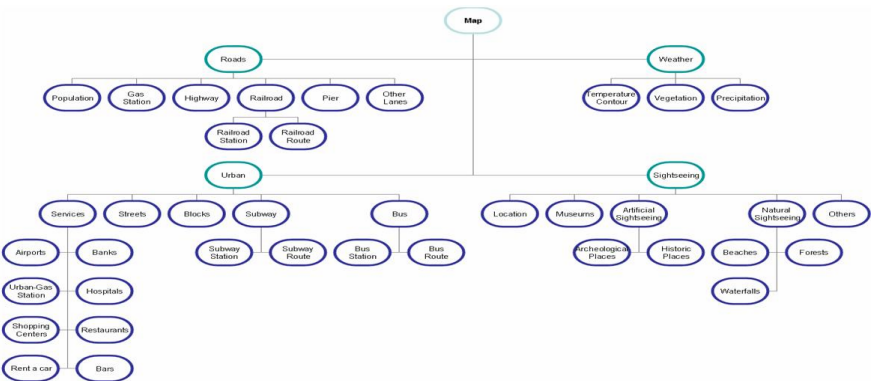 Map
Roads
Weather
Population
Gas
Station
Highway
Railroad
Pier
Other
Lanes
Temperature
Contour
Vegetation
Precipitation
Railroad
Station
Railroad
Route
Urban
Sightseeing
Services
Streets
Blocks
Subway
Bus
Location
Museums
Artificial
Sightseeing
Natural
Sightseeing
Others
Airports
Banks
Subway
Station
Subway
Route
Bus
Station
Bus
Route
Archeological
Places
Historic
Places
Beaches
Forests
Urban-Gas
Station
Hospitals
Waterfalls
Shopping
Centers
Restaurants
Rent a car
Bars